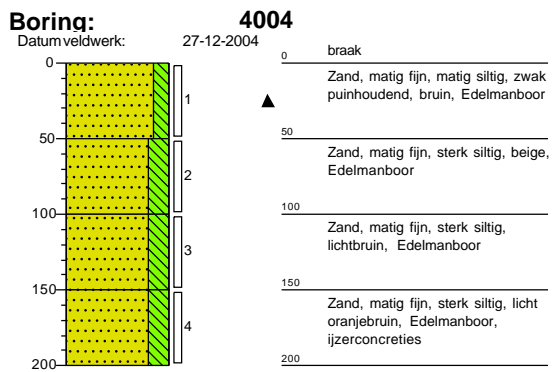 Boring: 4004
Datum veldwerk: 27-12-2004
0
50
100
150
200
1
2
3
4
0
braak
Zand, matig fijn, matig siltig, zwak
puinhoudend, bruin, Edelmanboor
50
Zand, matig fijn, sterk siltig, beige,
Edelmanboor
100
Zand, matig fijn, sterk siltig,
lichtbruin, Edelmanboor
150
Zand, matig fijn, sterk siltig, licht
oranjebruin, Edelmanboor,
ijzerconcreties
200